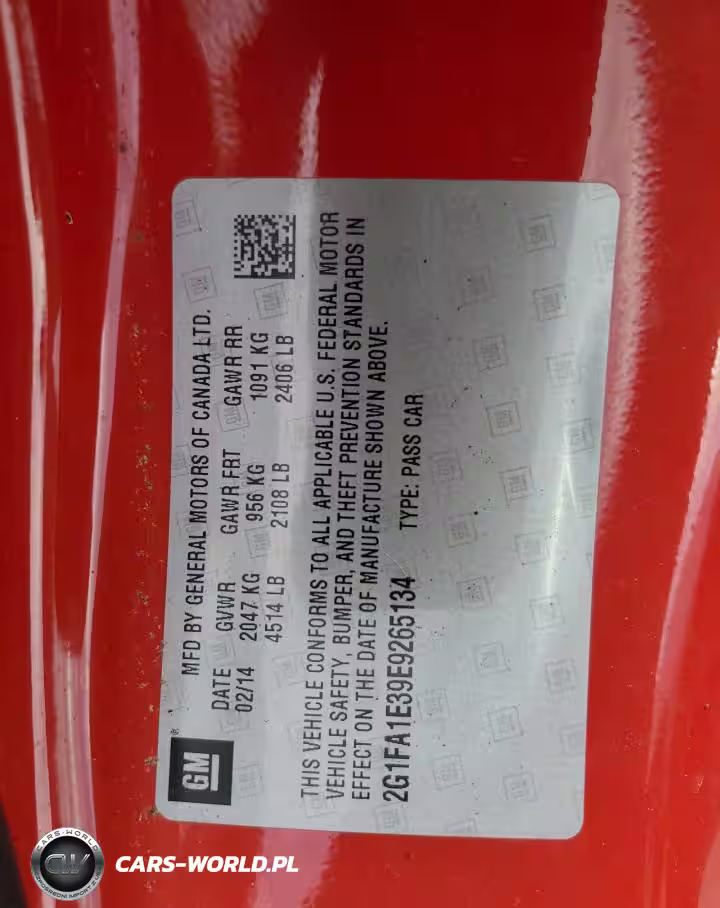 GM
MFD BY GENERAL MOTORS OF CANADA LTD.
DATE GVWR GAWR FRT GAWR RR
02/14 2047 KG 956 KG 1091 KG
4514 LB 2108 LB 2406 LB
THIS VEHICLE CONFORMS TO ALL APPLICABLE U.S. FEDERAL MOTOR
VEHICLE SAFETY, BUMPER, AND THEFT PREVENTION STANDARDS IN
EFFECT ON THE DATE OF MANUFACTURE SHOWN ABOVE.
2G1FA1E39E9265134 TYPE: PASS CAR
CARS-WORLD
CW
CARS-WORLD.PL